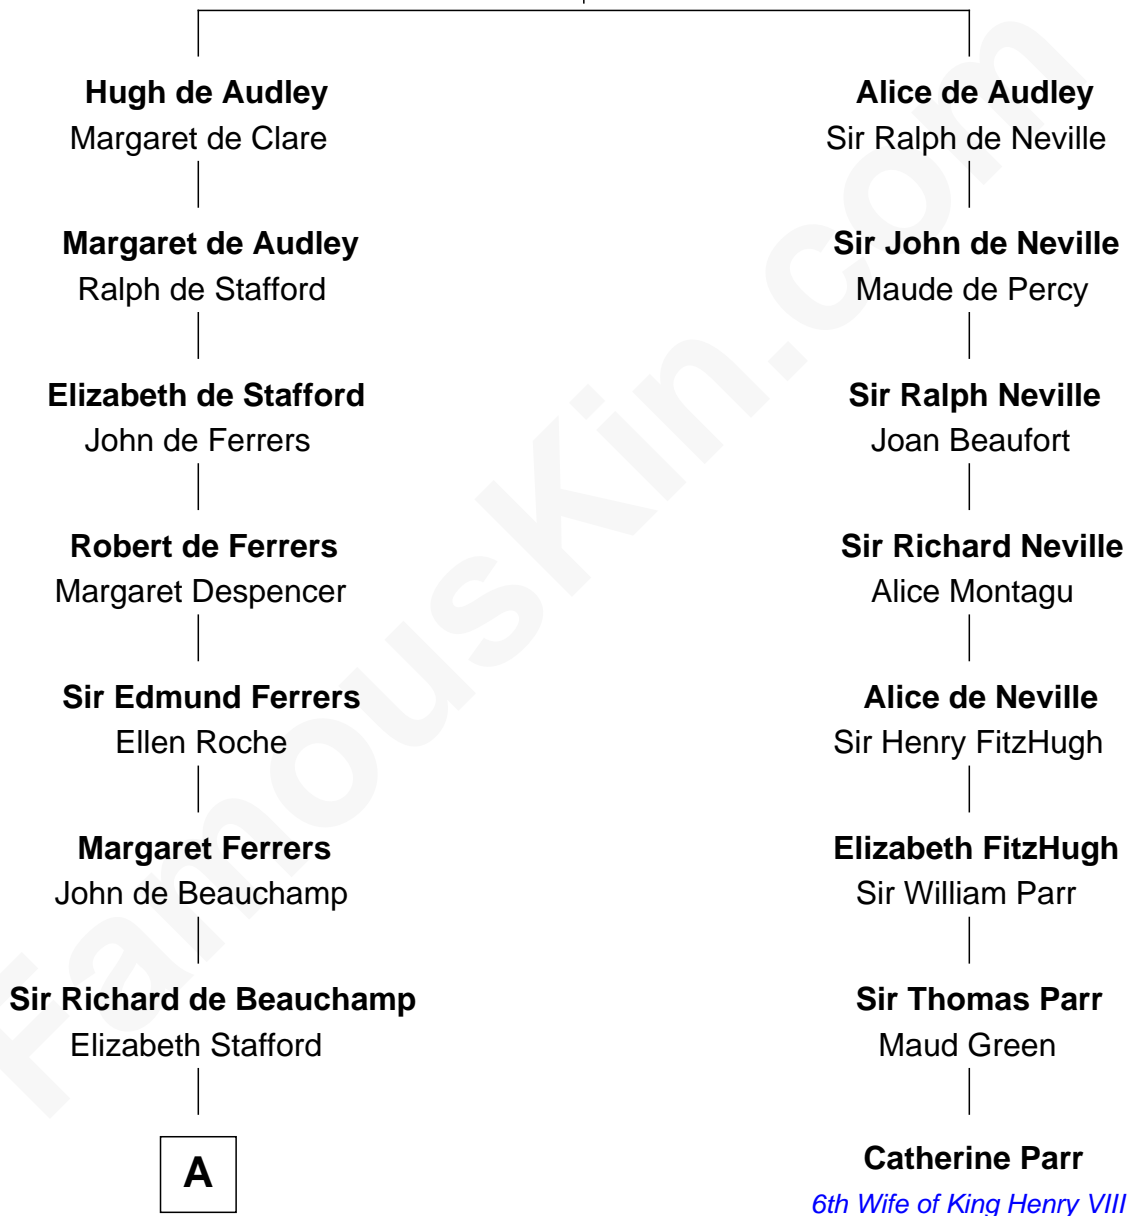 Hugh de Audley
Margaret de Clare
Margaret de Audley
Ralph de Stafford
Elizabeth de Stafford
John de Ferrers
Robert de Ferrers
Margaret Despencer
Sir Edmund Ferrers
Ellen Roche
Margaret Ferrers
John de Beauchamp
Sir Richard de Beauchamp
Elizabeth Stafford
A
Alice de Audley
Sir Ralph de Neville
Sir John de Neville
Maude de Percy
Sir Ralph Neville
Joan Beaufort
Sir Richard Neville
Alice Montagu
Alice de Neville
Sir Henry FitzHugh
Elizabeth FitzHugh
Sir William Parr
Sir Thomas Parr
Maud Green
Catherine Parr
6th Wife of King Henry VIII
FamousKin.com